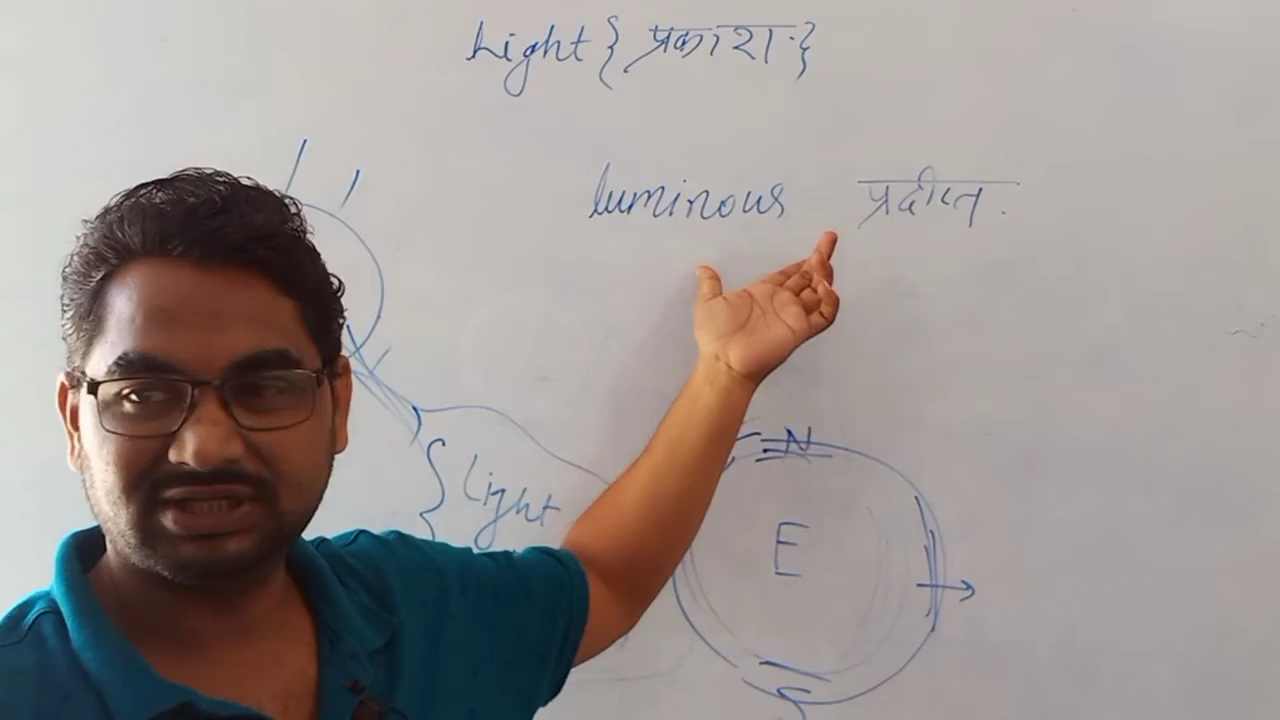 Light { प्रकाश }
luminous प्रदीप्त.
{ Light
N
E
S